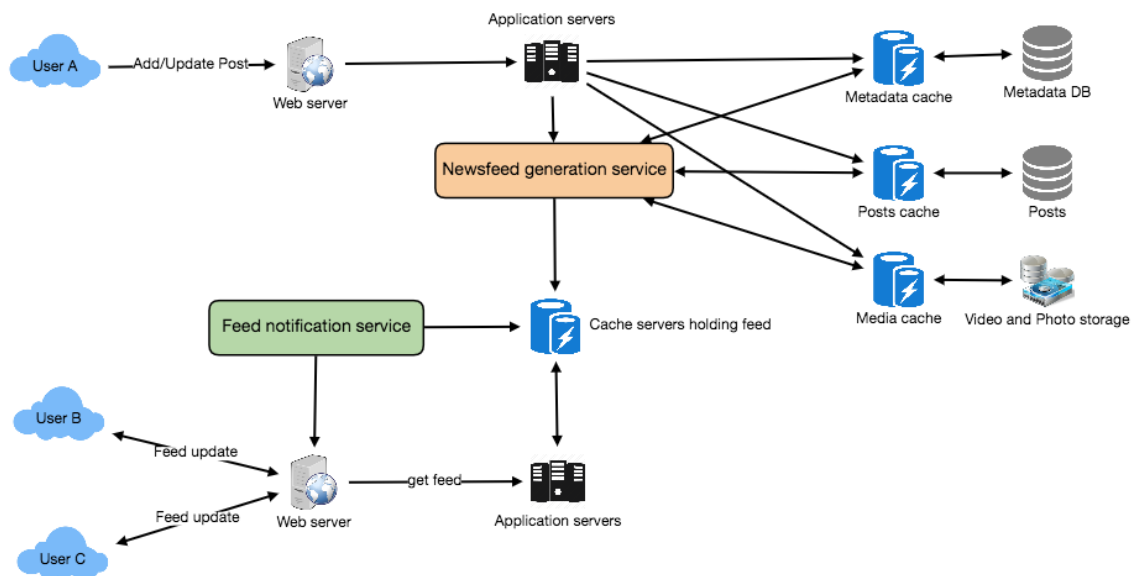 Application servers
User A
Add/Update Post
Web server
Metadata cache
Metadata DB
Newsfeed generation service
Posts cache
Posts
Feed notification service
Cache servers holding feed
Media cache
Video and Photo storage
User B
Feed update
get feed
Feed update
Web server
Application servers
User C